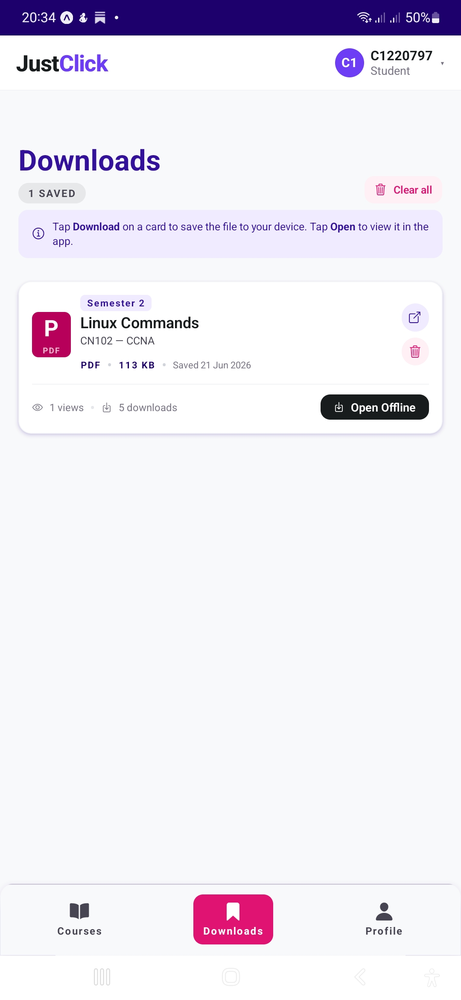 20:34
50%
JustClick
C1
C1220797
Student
Downloads
1 SAVED
Clear all
Tap Download on a card to save the file to your device. Tap Open to view it in the
app.
Semester 2
P
PDF
Linux Commands
CN102 — CCNA
PDF • 113 KB • Saved 21 Jun 2026
1 views • 5 downloads
Open Offline
Courses
Downloads
Profile